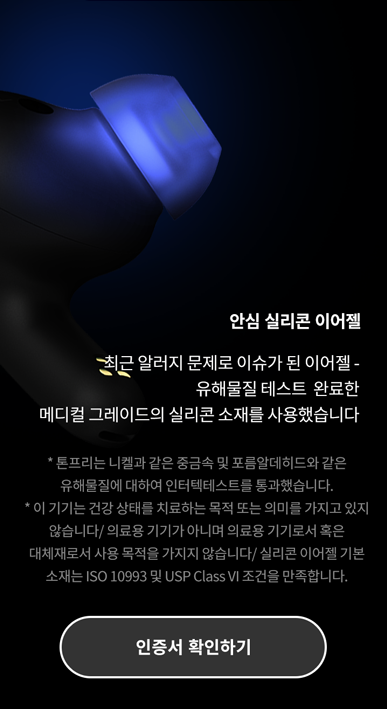 안심 실리콘 이어젤
최근 알러지 문제로 이슈가 된 이어젤 -
유해물질 테스트 완료한
메디컬 그레이드의 실리콘 소재를 사용했습니다
* 톤프리는 니켈과 같은 중금속 및 포름알데히드와 같은
유해물질에 대하여 인터텍테스트를 통과했습니다.
* 이 기기는 건강 상태를 치료하는 목적 또는 의미를 가지고 있지
않습니다/ 의료용 기기가 아니며 의료용 기기로서 혹은
대체재로서 사용 목적을 가지지 않습니다/ 실리콘 이어젤 기본
소재는 ISO 10993 및 USP Class VI 조건을 만족합니다.
인증서 확인하기